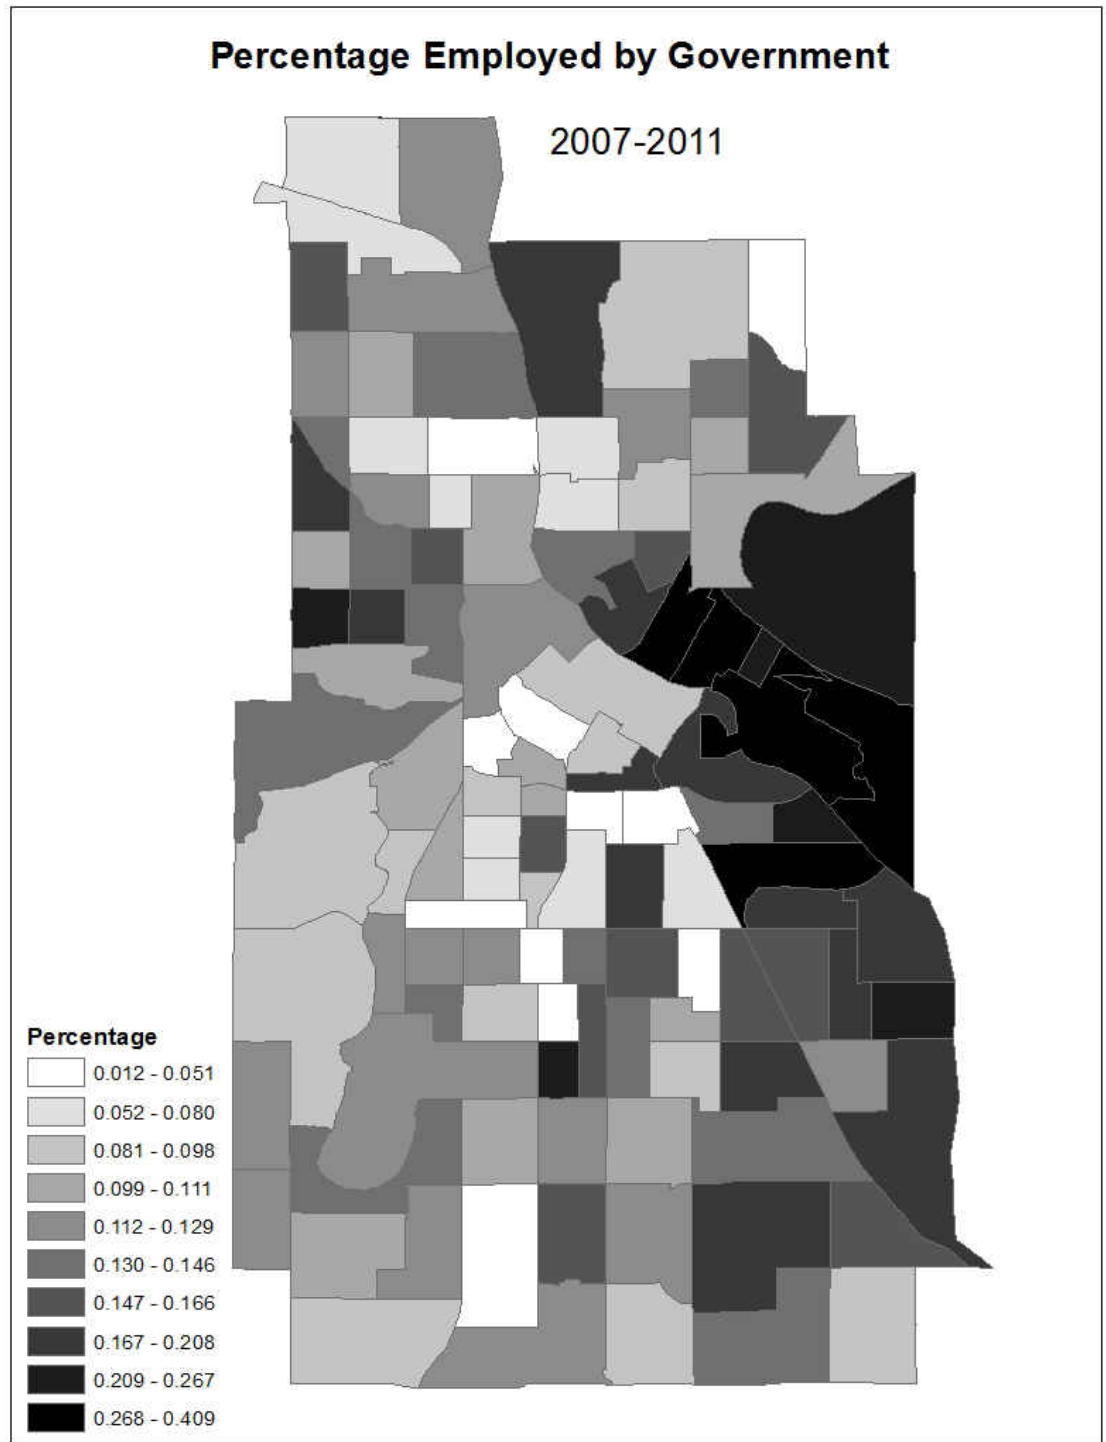 Percentage Employed by Government
2007-2011
Percentage
0.012 - 0.051
0.052 - 0.080
0.081 - 0.098
0.099 - 0.111
0.112 - 0.129
0.130 - 0.146
0.147 - 0.166
0.167 - 0.208
0.209 - 0.267
0.268 - 0.409